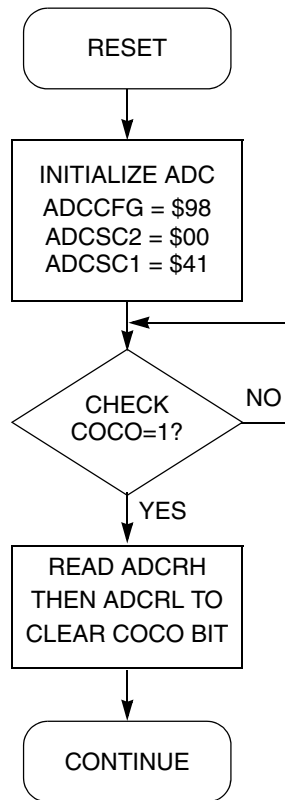 RESET
INITIALIZE ADC
ADCCFG = $98
ADCSC2 = $00
ADCSC1 = $41
CHECK
COCO=1?
NO
YES
READ ADCRH
THEN ADCRL TO
CLEAR COCO BIT
CONTINUE